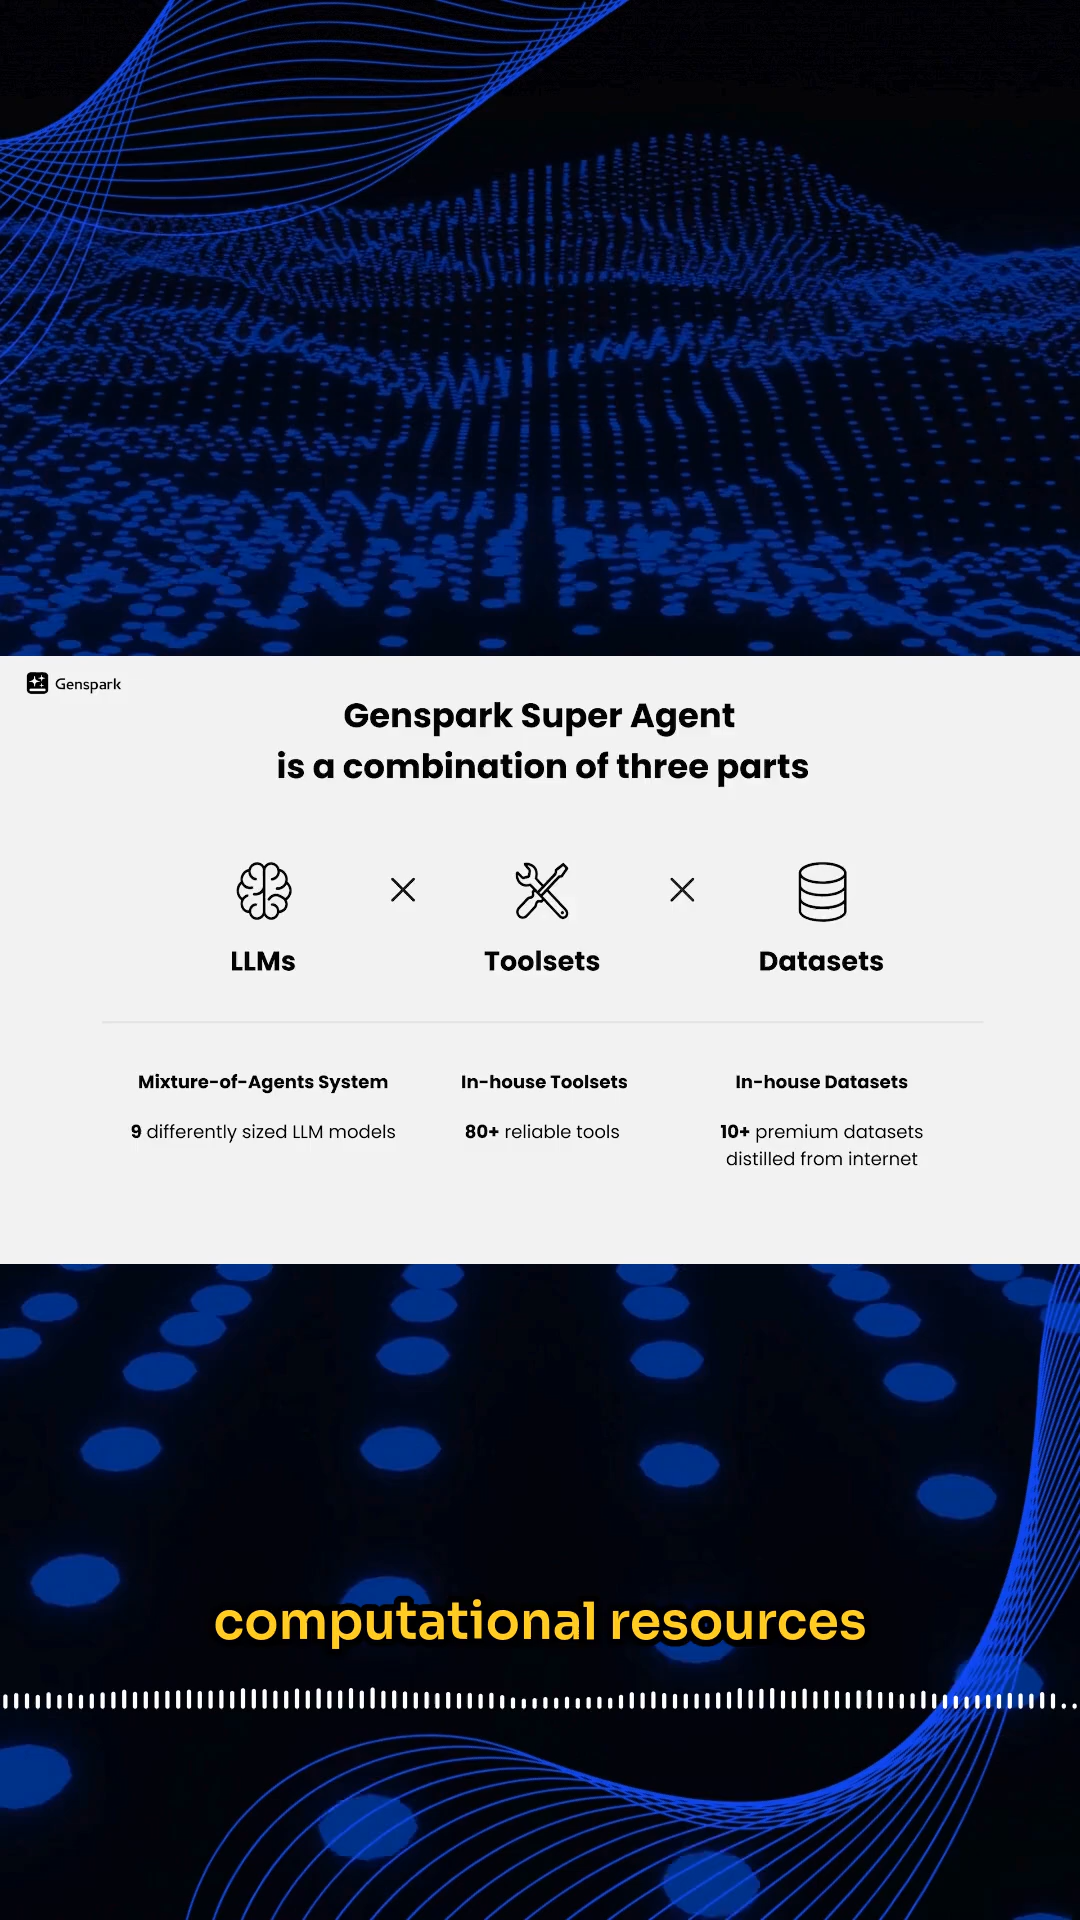 Genspark
Genspark Super Agent
is a combination of three parts
LLMs
Toolsets
Datasets
Mixture-of-Agents System
9 differently sized LLM models
In-house Toolsets
80+ reliable tools
In-house Datasets
10+ premium datasets
distilled from internet
computational resources